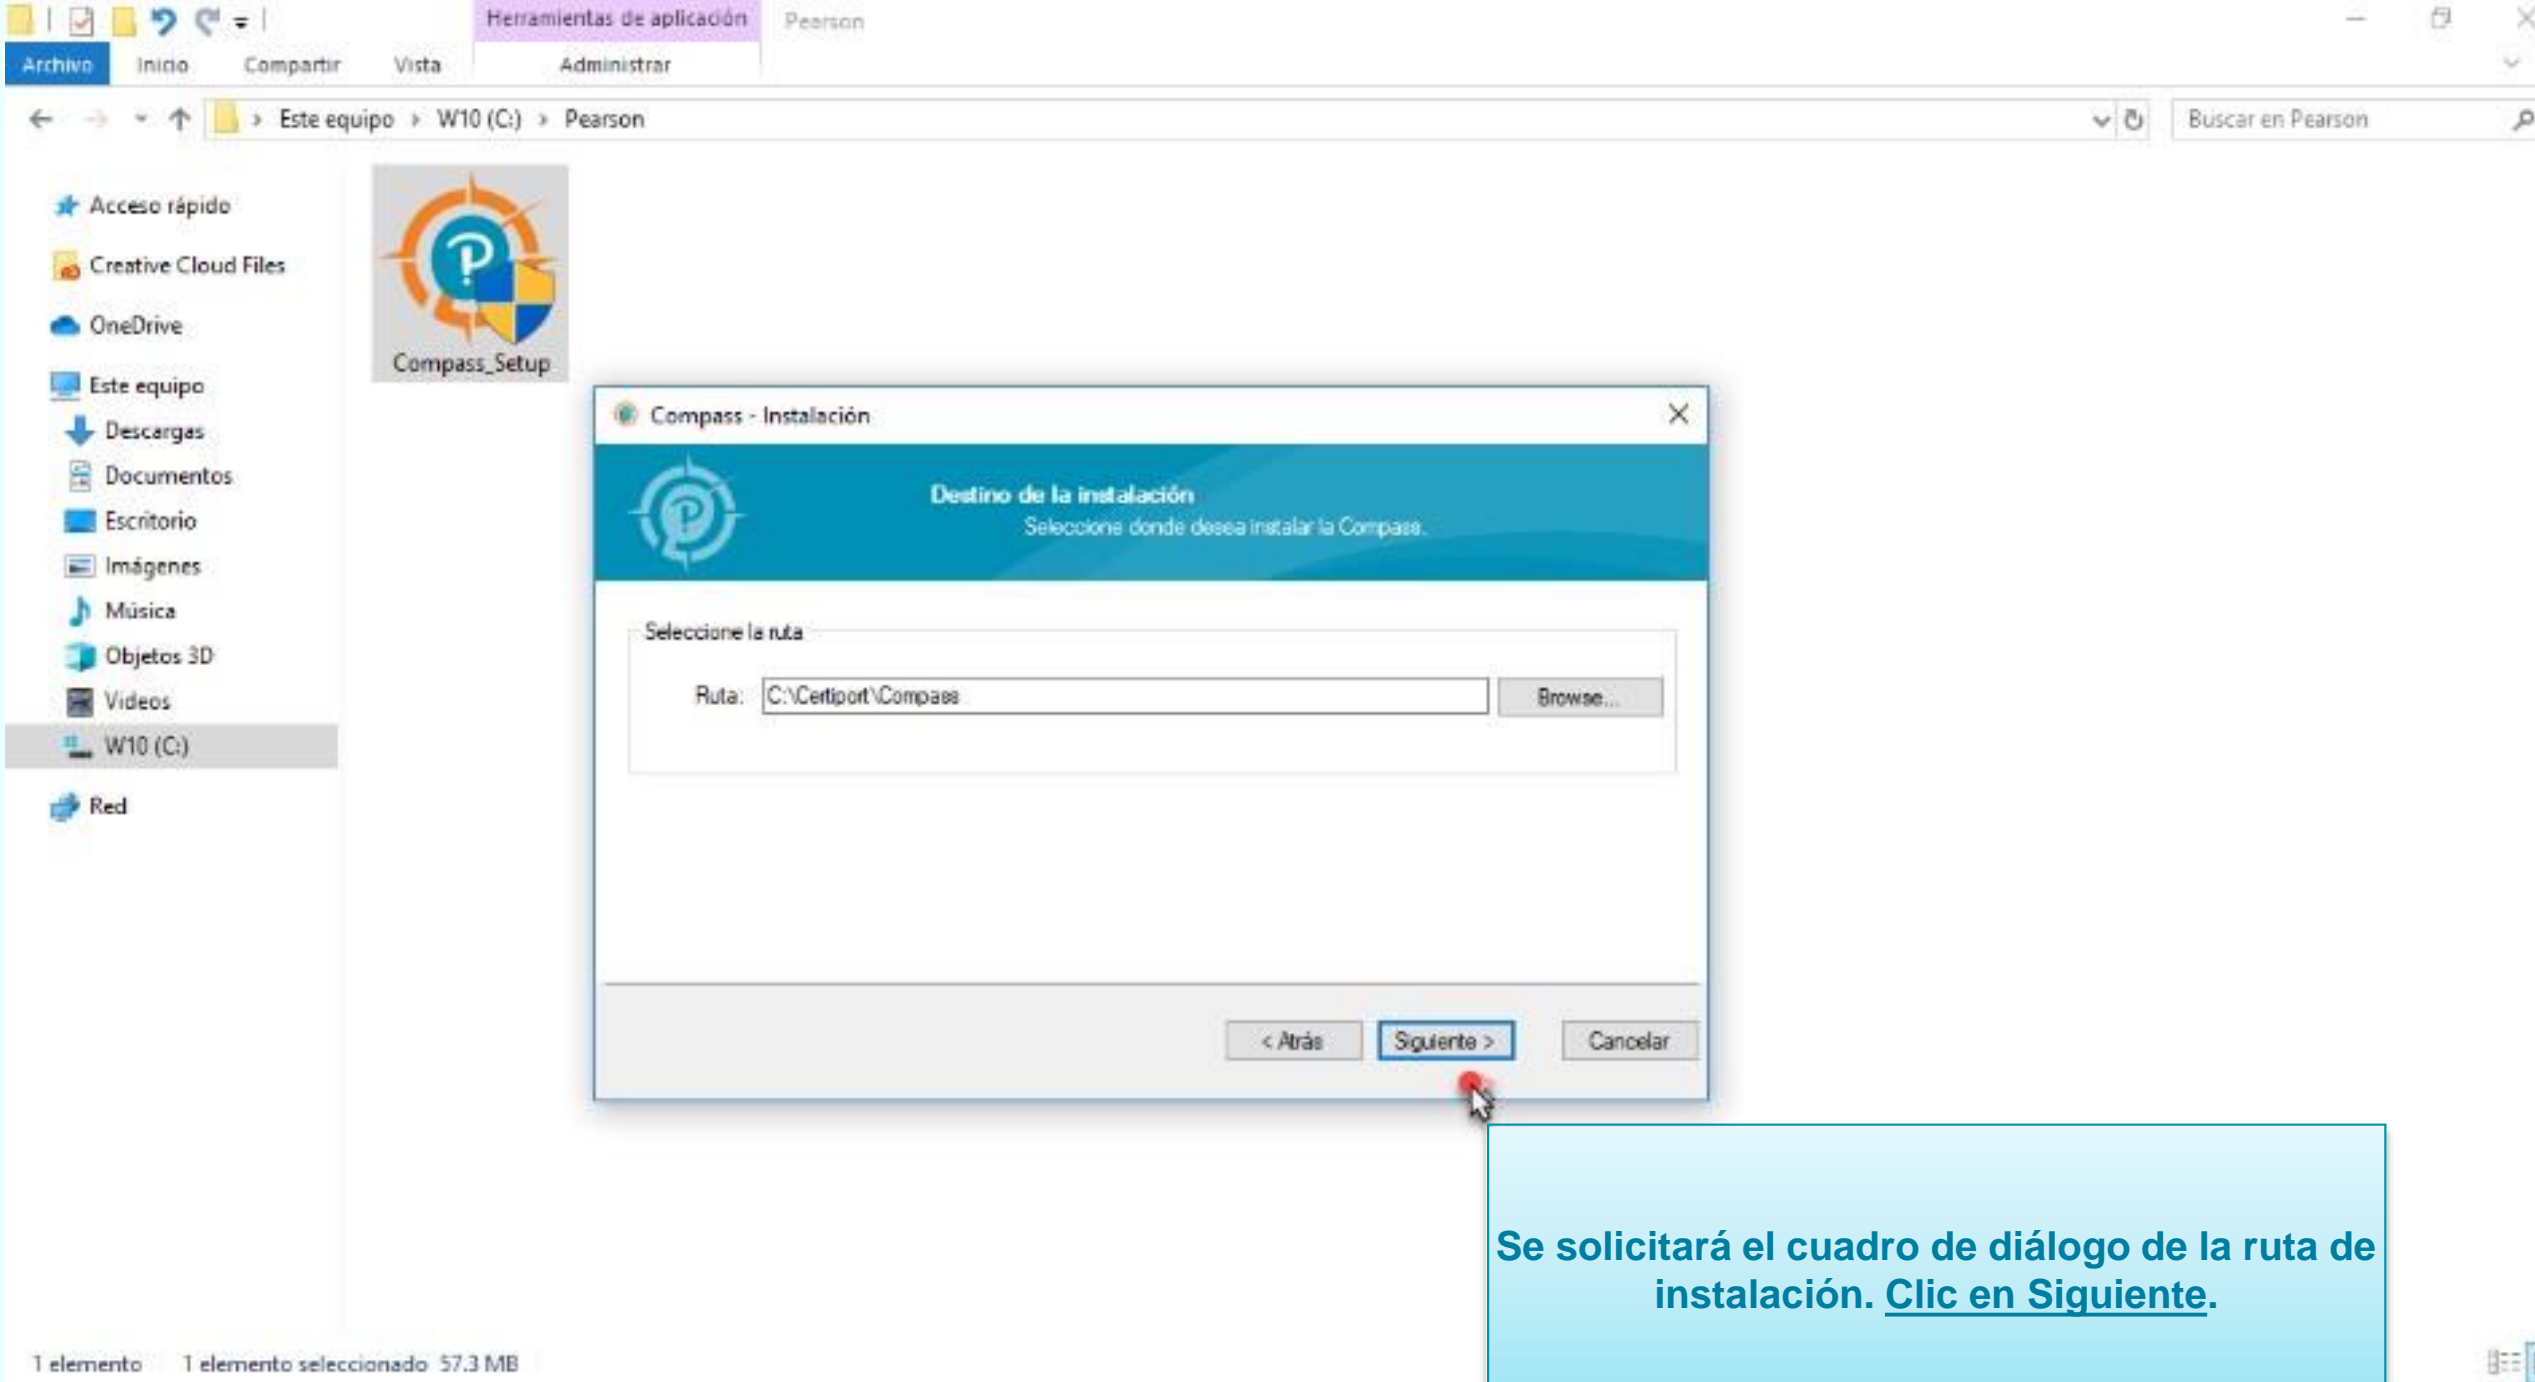 Herramientas de aplicación
Pearson
Archivo
Inicio
Compartir
Vista
Administrar
Este equipo > W10 (C:) > Pearson
Buscar en Pearson
Acceso rápido
Creative Cloud Files
OneDrive
Este equipo
Descargas
Documentos
Escritorio
Imágenes
Música
Objetos 3D
Videos
W10 (C:)
Red
Compass_Setup
Compass - Instalación
Destino de la instalación
Seleccione donde desea instalar la Compass.
Seleccione la ruta
Ruta: C:\Certiport\Compass
Browse...
< Atrás
Siguiente >
Cancelar
Se solicitará el cuadro de diálogo de la ruta de
instalación. Clic en Siguiente.
1 elemento
1 elemento seleccionado 57.3 MB